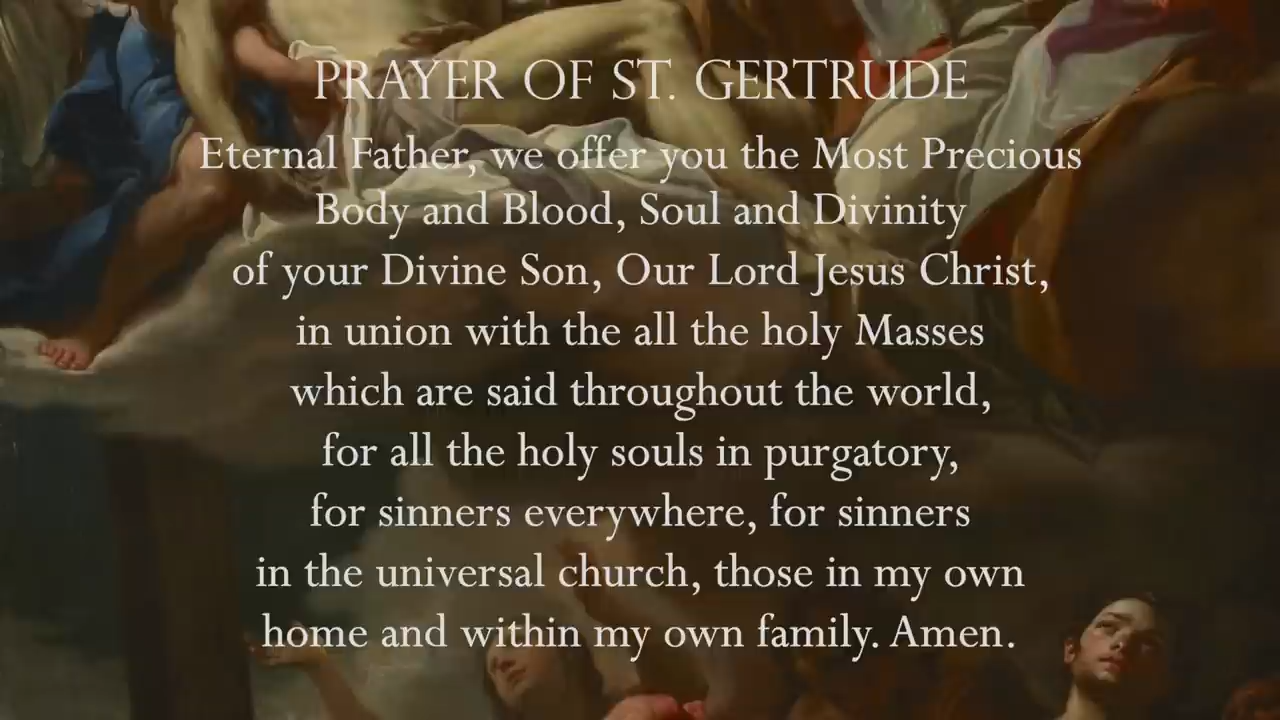 PRAYER OF ST. GERTRUDE
Eternal Father, we offer you the Most Precious
Body and Blood, Soul and Divinity
of your Divine Son, Our Lord Jesus Christ,
in union with the all the holy Masses
which are said throughout the world,
for all the holy souls in purgatory,
for sinners everywhere, for sinners
in the universal church, those in my own
home and within my own family. Amen.